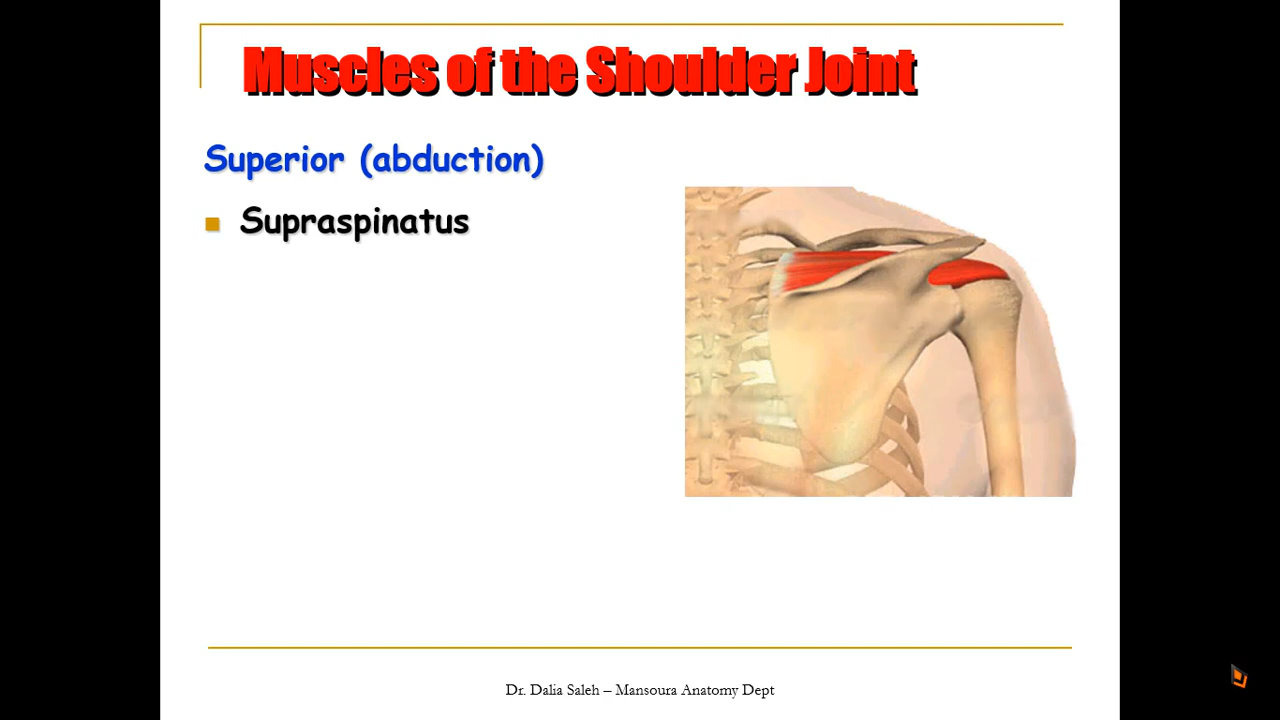 Muscles of the Shoulder Joint
Superior (abduction)
Supraspinatus
Dr. Dalia Saleh – Mansoura Anatomy Dept